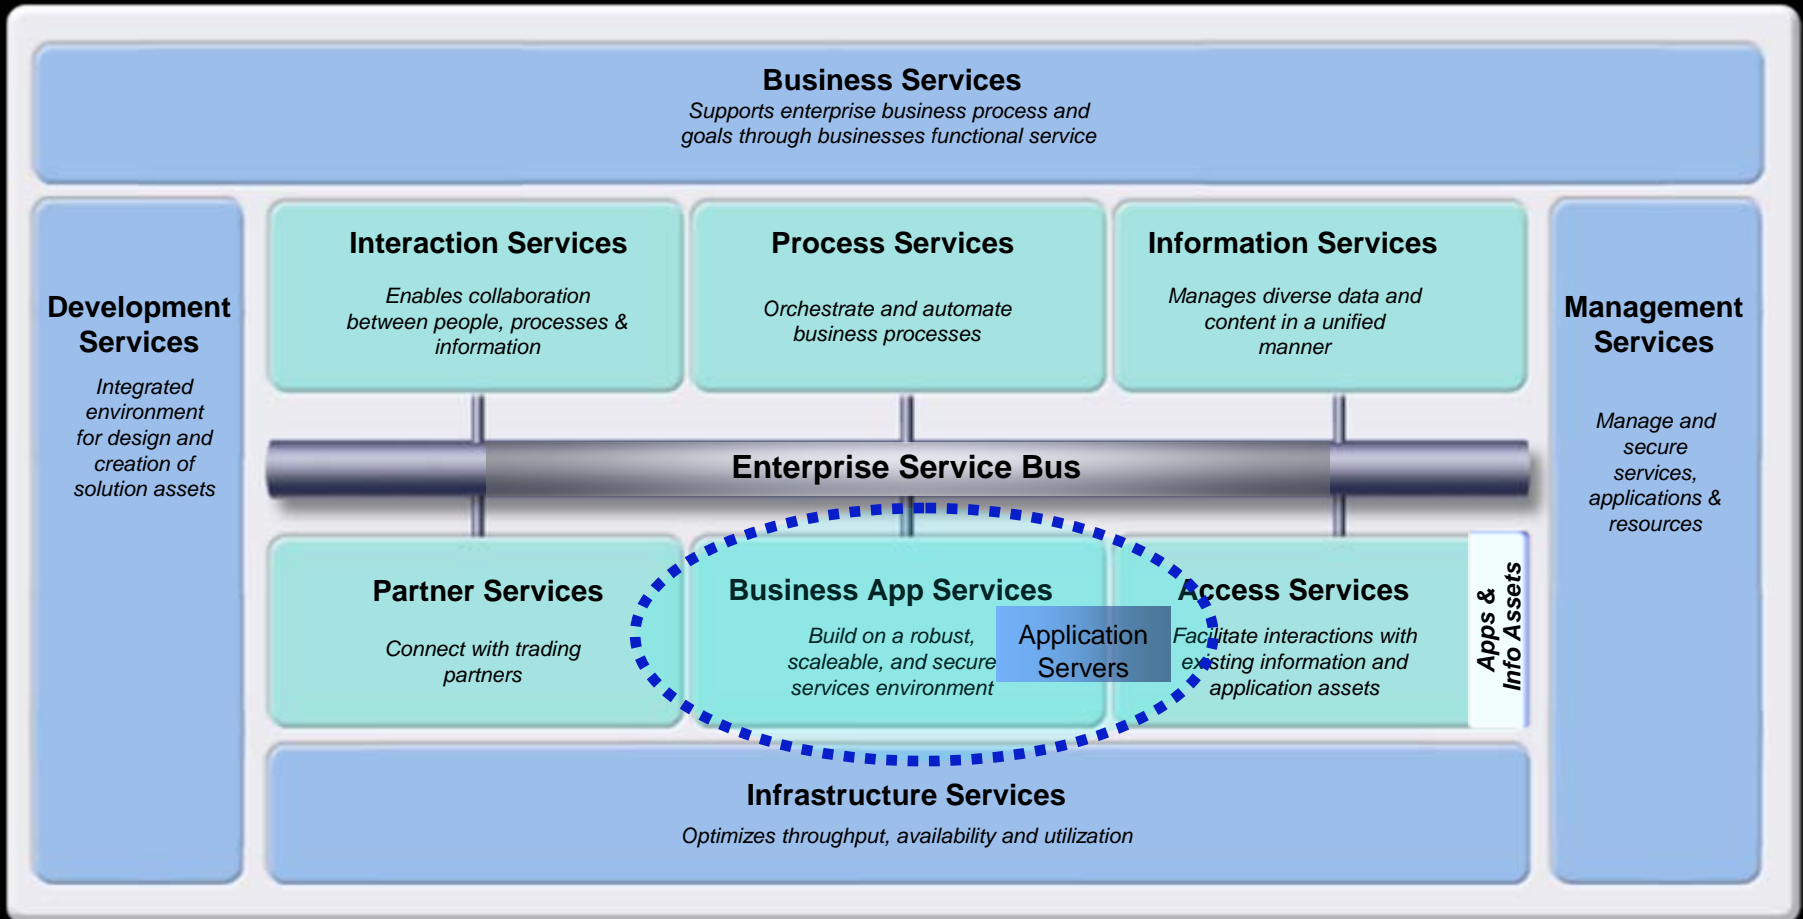 Business Services
Supports enterprise business process and
goals through businesses functional service
Development
Services
Integrated
environment
for design and
creation of
solution assets
Interaction Services
Enables collaboration
between people, processes &
information
Process Services
Orchestrate and automate
business processes
Information Services
Manages diverse data and
content in a unified
manner
Management
Services
Manage and
secure
services,
applications &
resources
Enterprise Service Bus
Partner Services
Connect with trading
partners
Business App Services
Build on a robust,
scaleable, and secure
services environment
Application
Servers
Access Services
Facilitate interactions with
existing information and
application assets
Apps &
Info Assets
Infrastructure Services
Optimizes throughput, availability and utilization